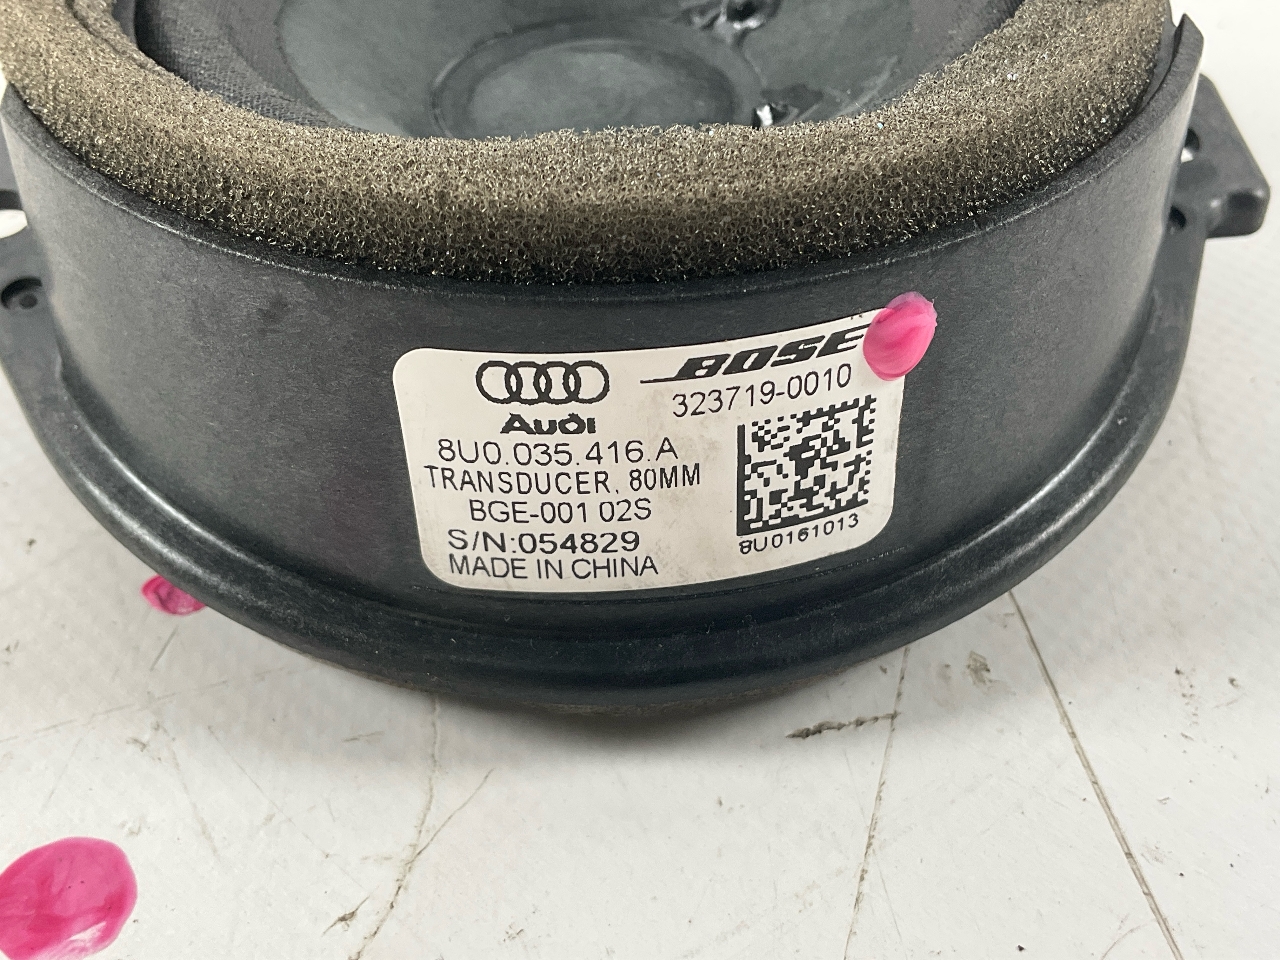 Audi
BOSE
323719-0010
8U0.035.416.A
TRANSDUCER, 80MM
BGE-001 02S
S/N:054829
MADE IN CHINA
8U0161013